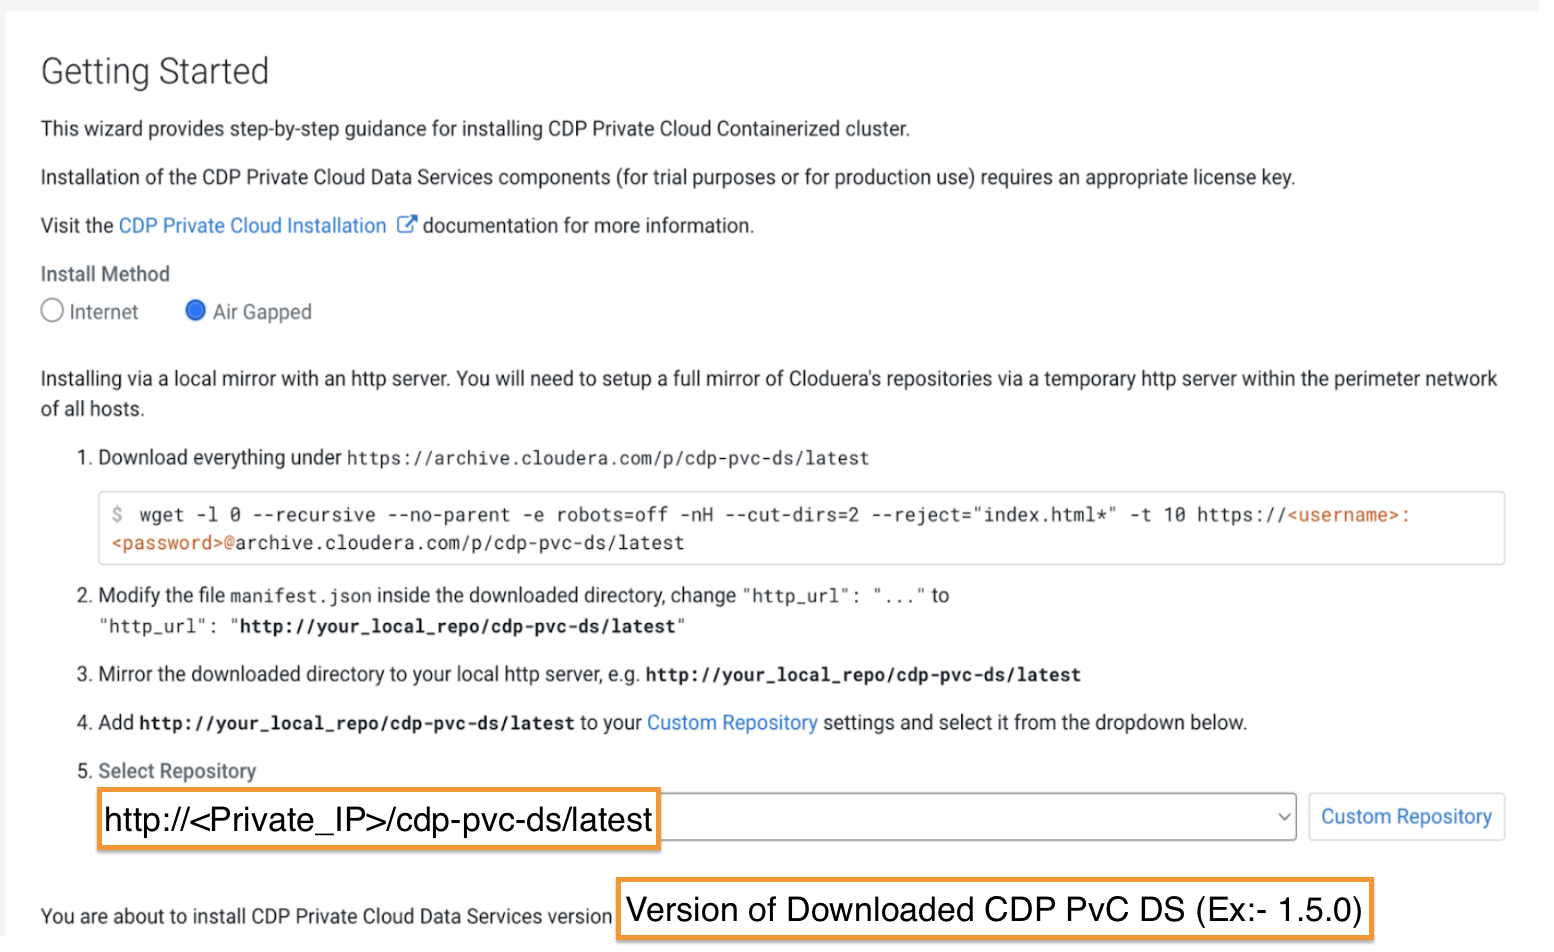 Getting Started
This wizard provides step-by-step guidance for installing CDP Private Cloud Containerized cluster.
Installation of the CDP Private Cloud Data Services components (for trial purposes or for production use) requires an appropriate license key.
Visit the CDP Private Cloud Installation documentation for more information.
Install Method
Internet Air Gapped
Installing via a local mirror with an http server. You will need to setup a full mirror of Cloduera's repositories via a temporary http server within the perimeter network
of all hosts.
1. Download everything under https://archive.cloudera.com/p/cdp-pvc-ds/latest
$ wget -l 0 --recursive --no-parent -e robots=off -nH --cut-dirs=2 --reject="index.html*" -t 10 https://<username>:
<password>@archive.cloudera.com/p/cdp-pvc-ds/latest
2. Modify the file manifest.json inside the downloaded directory, change "http_url": "..." to
"http_url": "http://your_local_repo/cdp-pvc-ds/latest"
3. Mirror the downloaded directory to your local http server, e.g. http://your_local_repo/cdp-pvc-ds/latest
4. Add http://your_local_repo/cdp-pvc-ds/latest to your Custom Repository settings and select it from the dropdown below.
5. Select Repository
http://<Private_IP>/cdp-pvc-ds/latest Custom Repository
You are about to install CDP Private Cloud Data Services version Version of Downloaded CDP PvC DS (Ex:- 1.5.0)